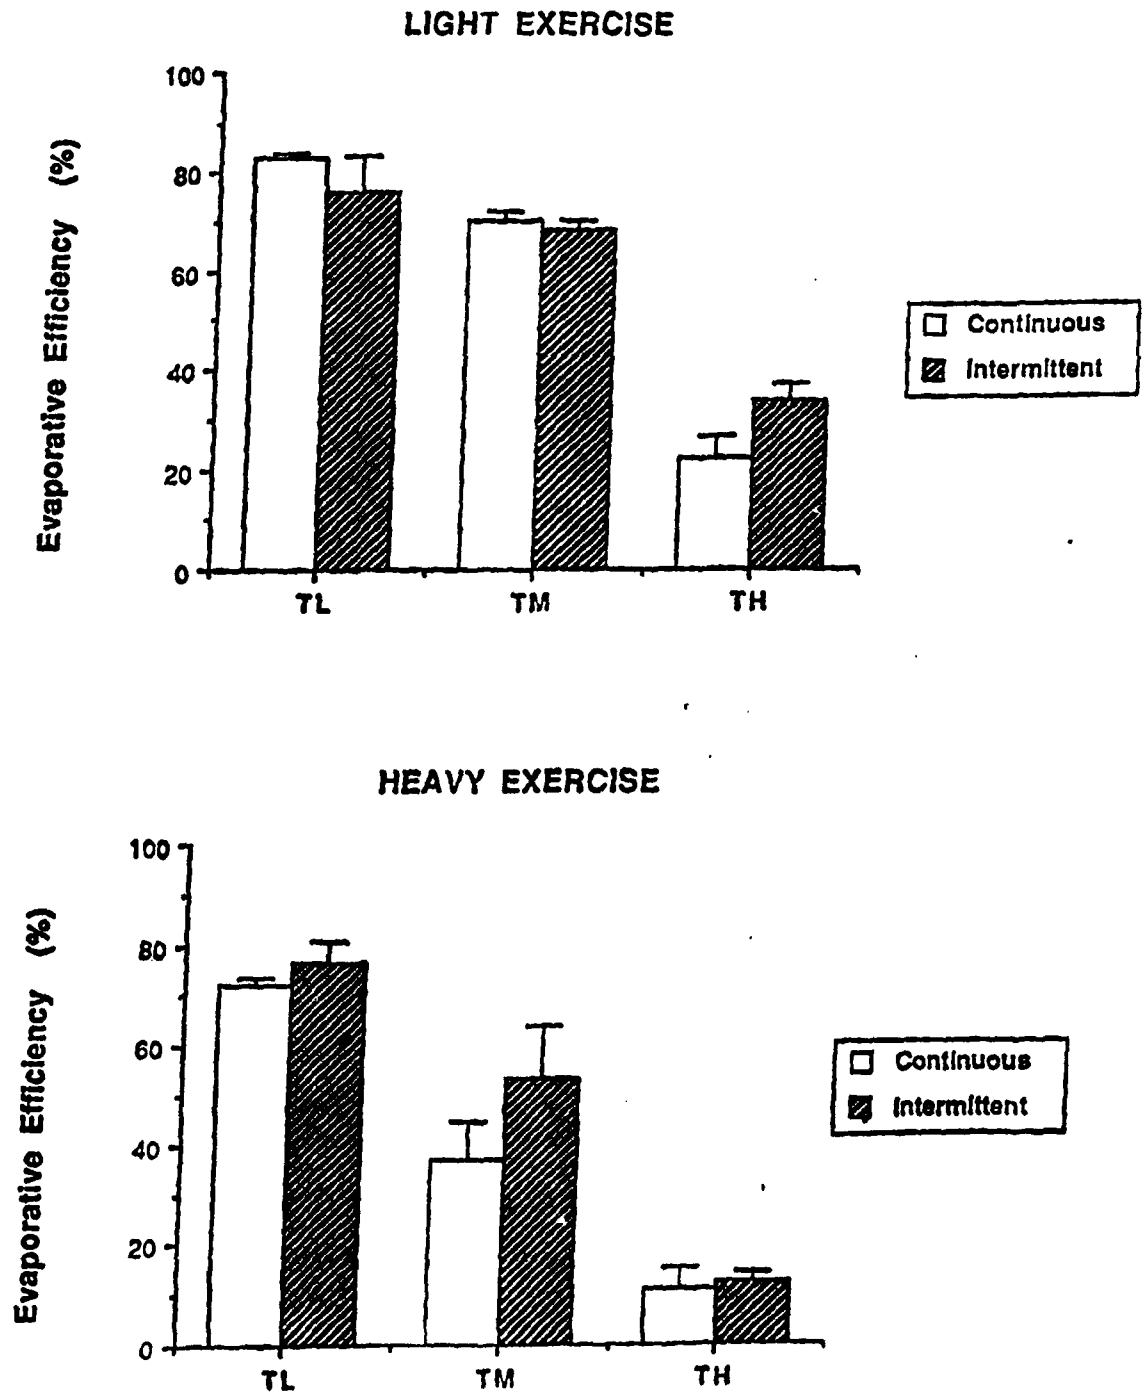 LIGHT EXERCISE
Evaporative Efficiency (%)
100
80
60
40
20
0
TL TM TH
Continuous
Intermittent
HEAVY EXERCISE
Evaporative Efficiency (%)
100
80
60
40
20
0
TL TM TH
Continuous
Intermittent